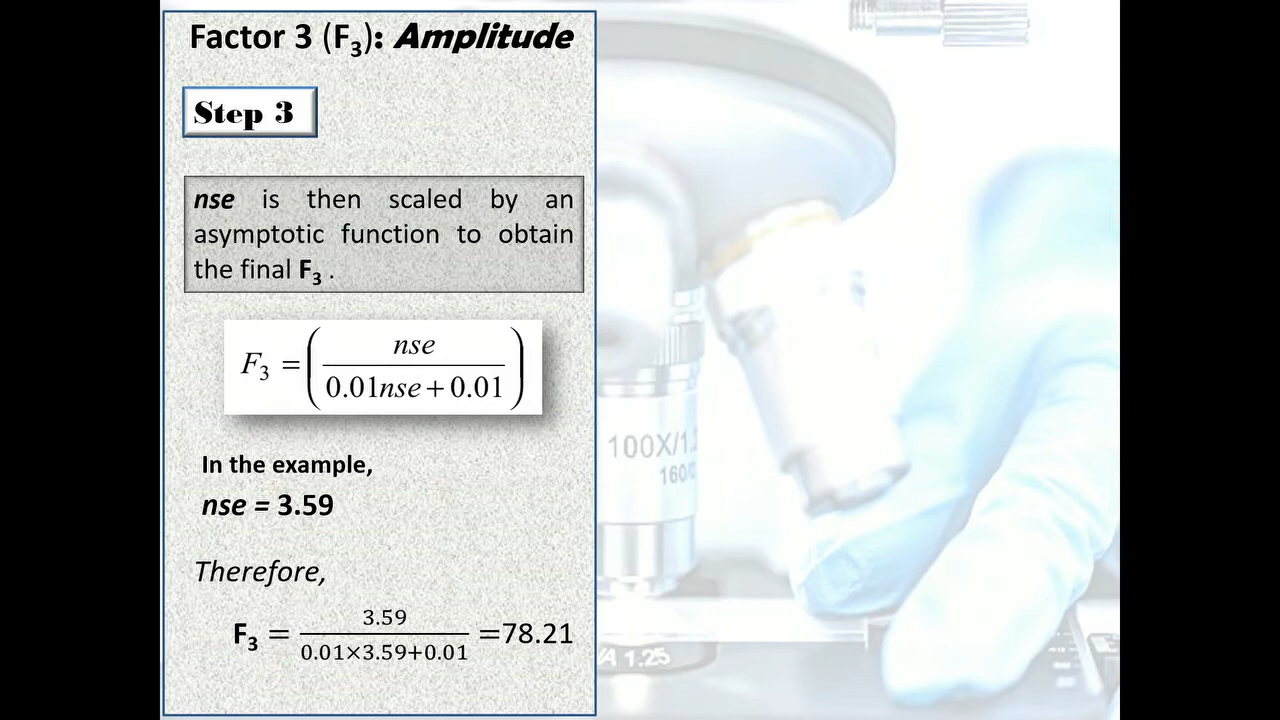 Factor 3 (F3): Amplitude
Step 3
nse is then scaled by an
asymptotic function to obtain
the final F3 .
F3 = ( nse / 0.01nse + 0.01 )
In the example,
nse = 3.59
Therefore,
F3 = 3.59 / 0.01×3.59+0.01 =78.21
100X/1.
160/
A 1.25